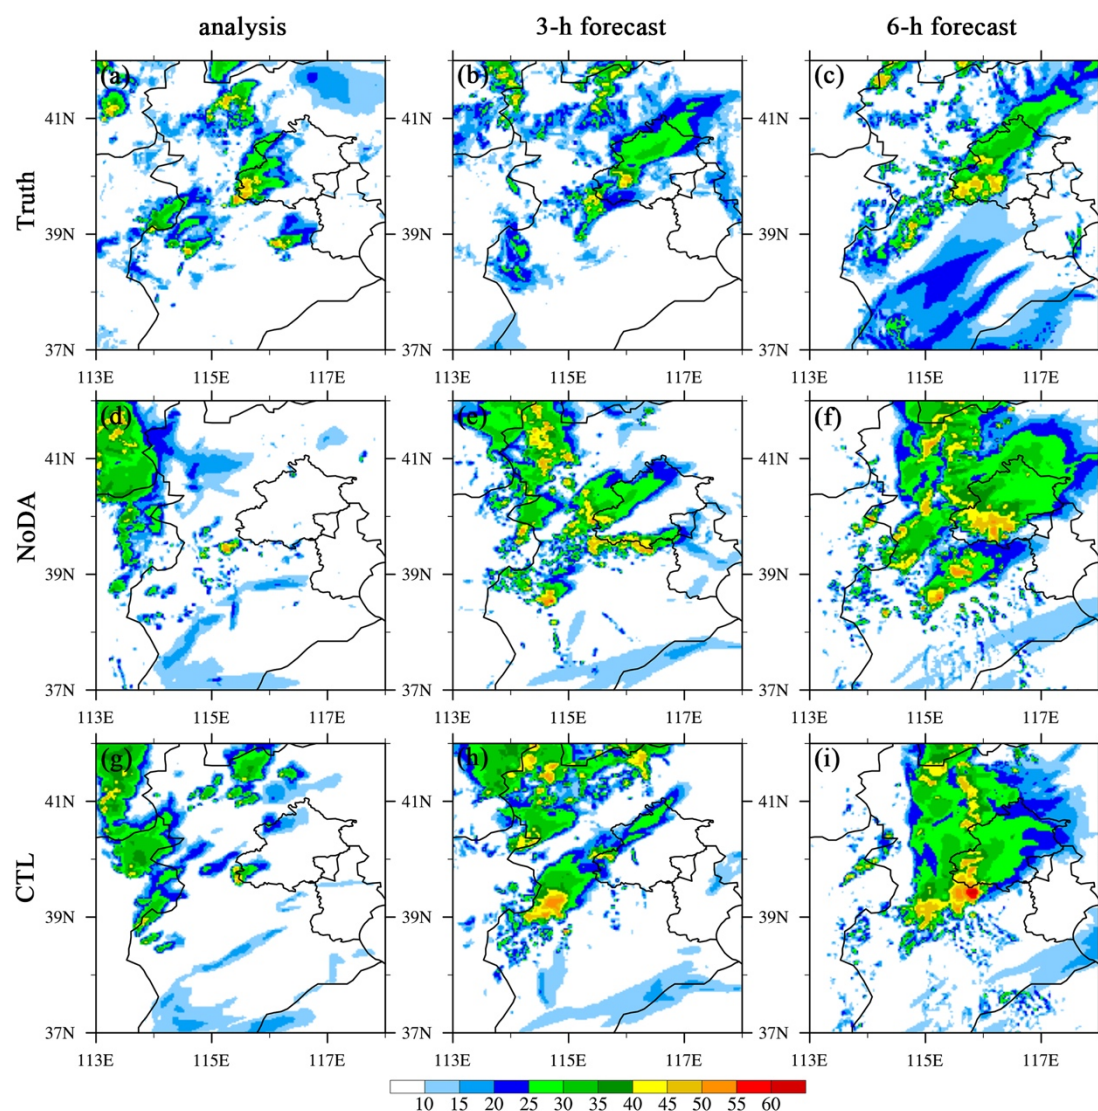 analysis 3-h forecast 6-h forecast
Truth
(a) (b) (c)
41N 41N 41N
39N 39N 39N
37N 37N 37N
113E 115E 117E 113E 115E 117E 113E 115E 117E
NoDA
(d) (e) (f)
41N 41N 41N
39N 39N 39N
37N 37N 37N
113E 115E 117E 113E 115E 117E 113E 115E 117E
CTL
(g) (h) (i)
41N 41N 41N
39N 39N 39N
37N 37N 37N
113E 115E 117E 113E 115E 117E 113E 115E 117E
10 15 20 25 30 35 40 45 50 55 60